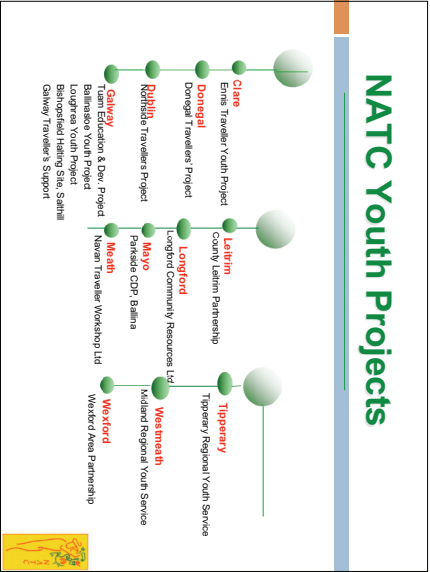 NATC Youth Projects
Clare
Ennis Traveller Youth Project
Donegal
Donegal Travellers' Project
Dublin
Northside Travellers Project
Galway
Tuam Education & Dev. Project
Ballinasloe Youth Project
Loughrea Youth Project
Bishopsfield Halting Site, Salthill
Galway Traveller's Support
Leitrim
County Leitrim Partnership
Longford
Longford Community Resources Ltd.
Mayo
Parkside CDP, Ballina
Meath
Navan Traveller Workshop Ltd
Tipperary
Tipperary Regional Youth Service
Westmeath
Midland Regional Youth Service
Wexford
Wexford Area Partnership
NATC